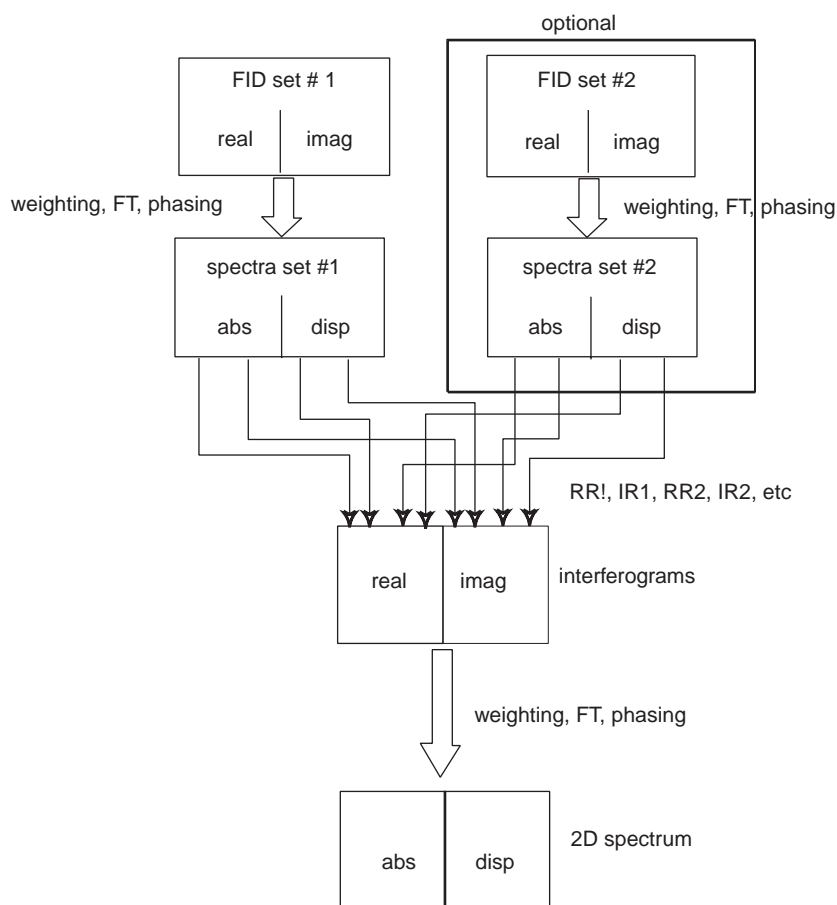 optional
FID set # 1
real
imag
FID set #2
real
imag
weighting, FT, phasing
weighting, FT, phasing
spectra set #1
abs
disp
spectra set #2
abs
disp
RR!, IR1, RR2, IR2, etc
real
imag
interferograms
weighting, FT, phasing
2D spectrum
abs
disp